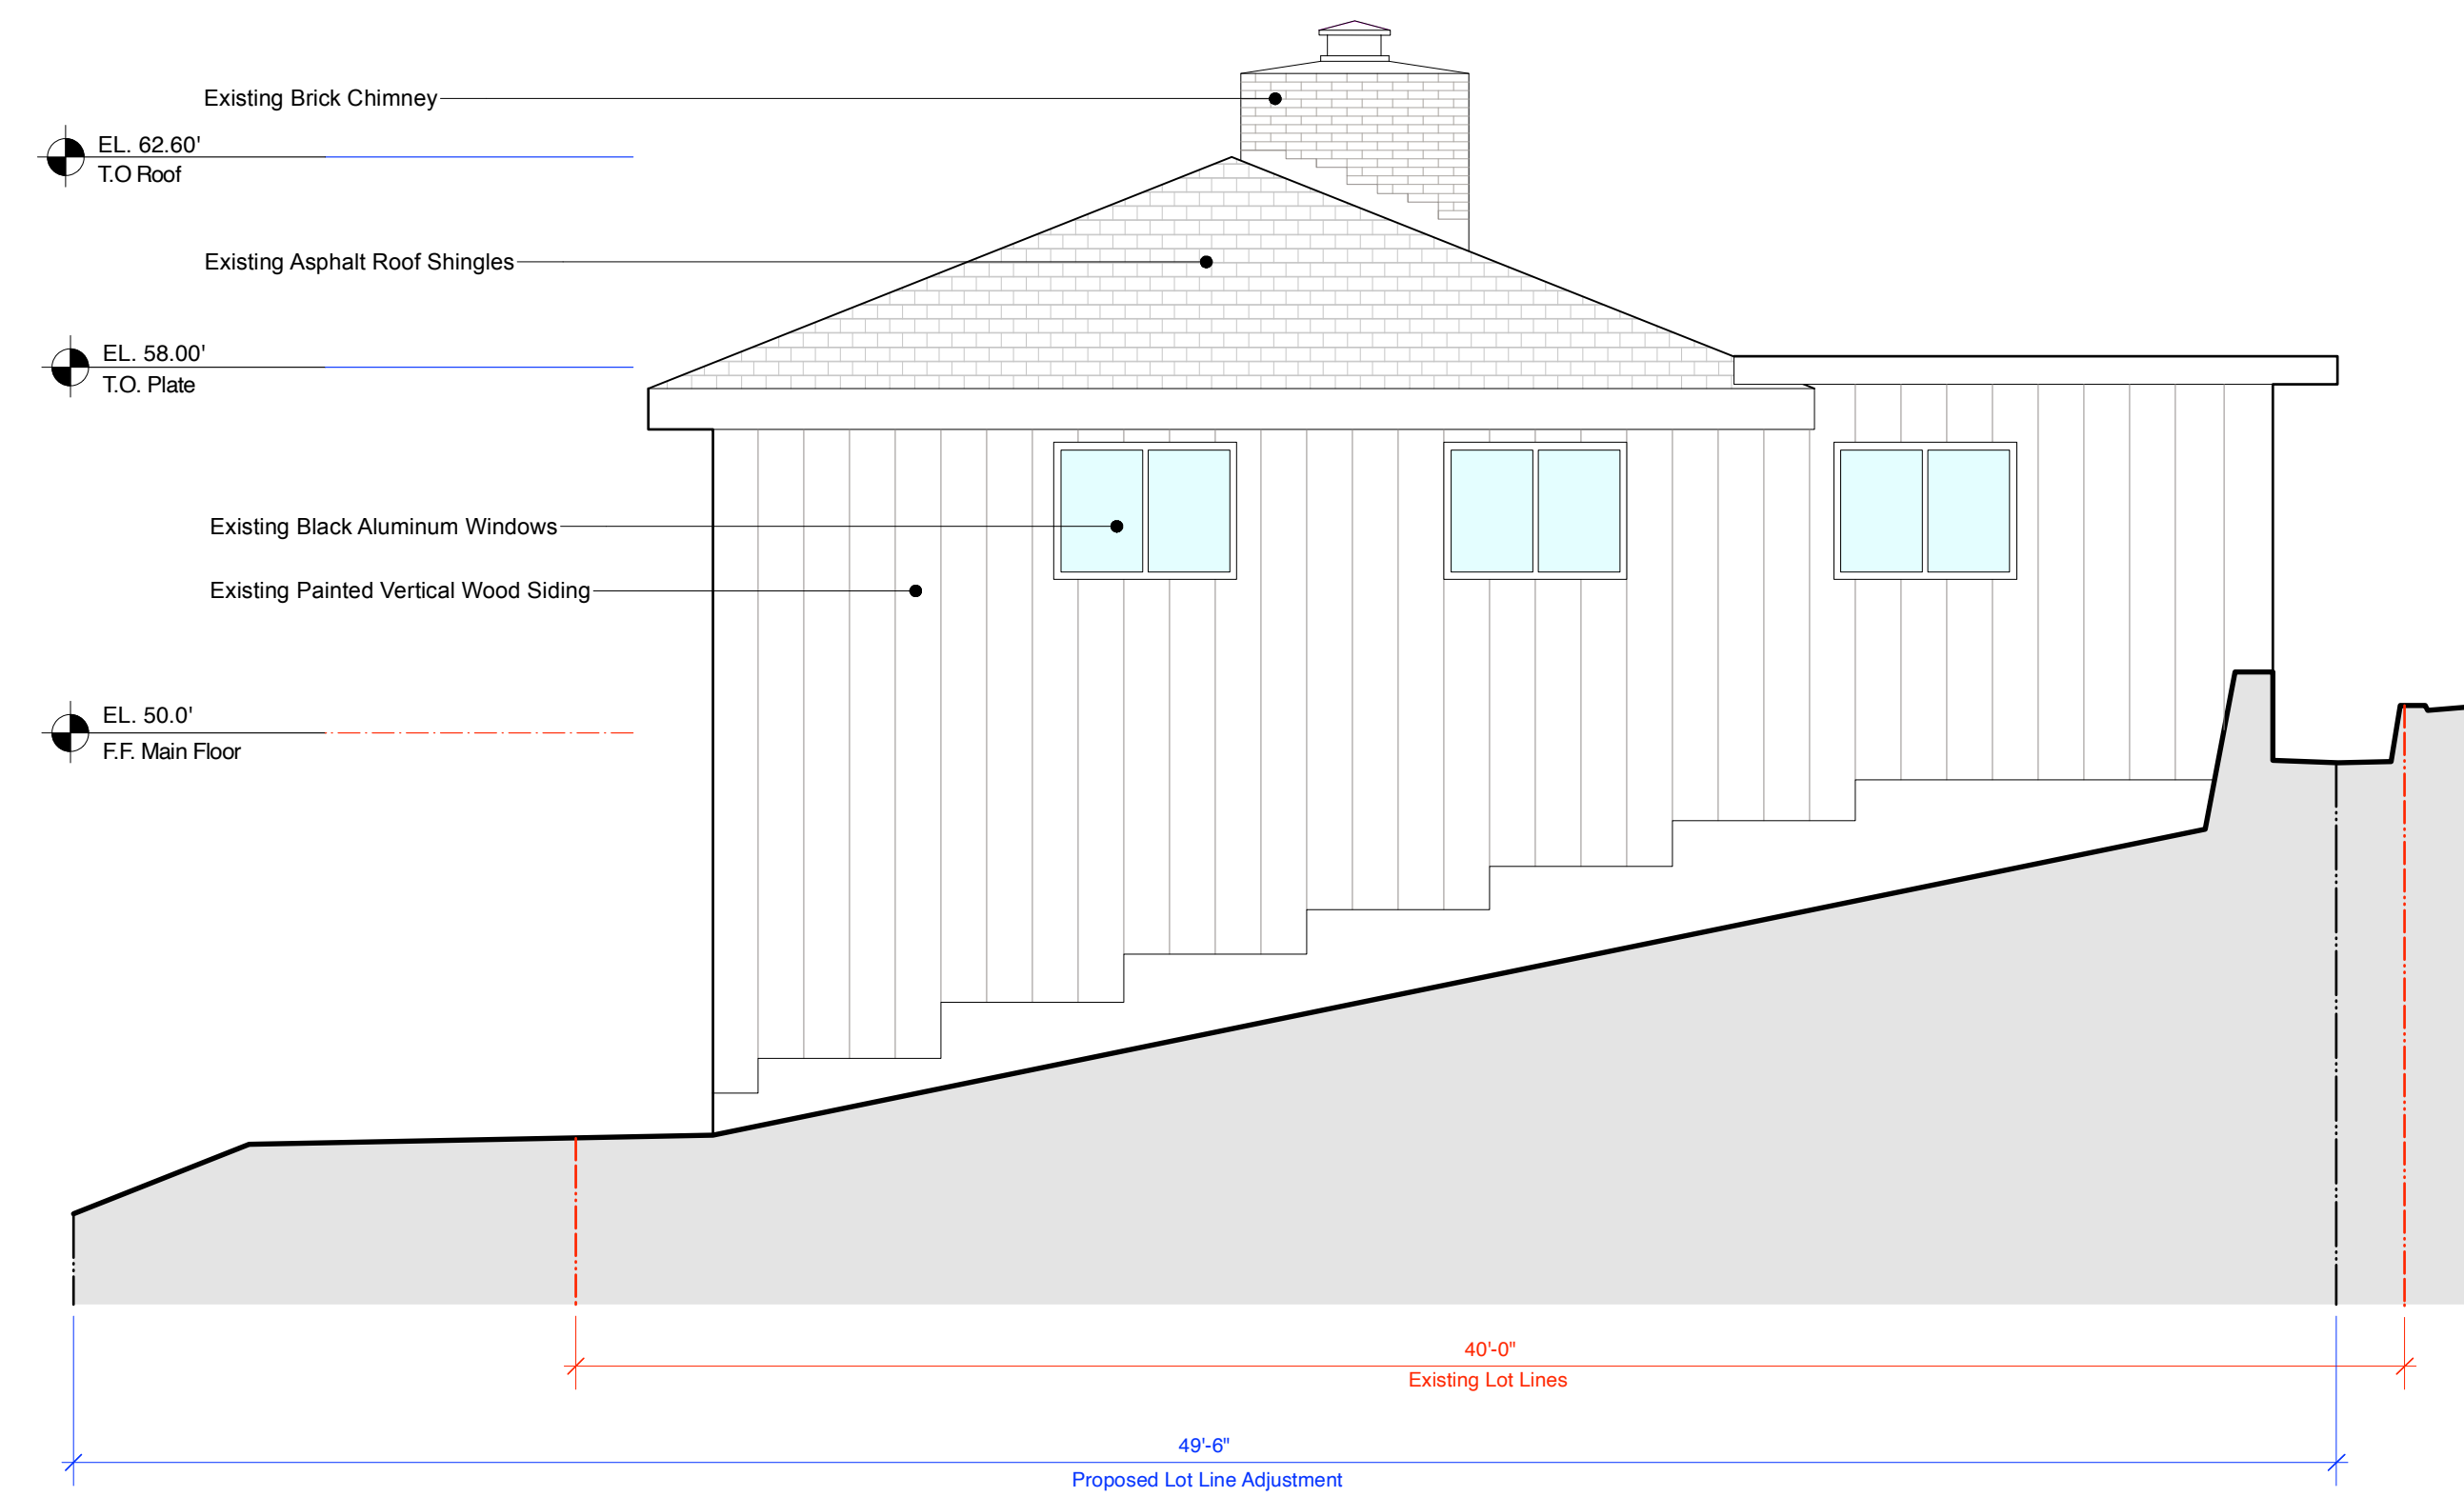 Existing Brick Chimney
EL. 62.60'
T.O Roof
Existing Asphalt Roof Shingles
EL. 58.00'
T.O. Plate
Existing Black Aluminum Windows
Existing Painted Vertical Wood Siding
EL. 50.0'
F.F. Main Floor
40'-0"
Existing Lot Lines
49'-6"
Proposed Lot Line Adjustment